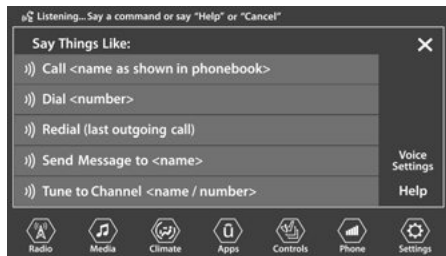 Listening...Say a command or say "Help" or "Cancel"
Say Things Like:
Call <name as shown in phonebook>
Dial <number>
Redial (last outgoing call)
Send Message to <name>
Voice Settings
Tune to Channel <name / number>
Help
Radio Media Climate Apps Controls Phone Settings